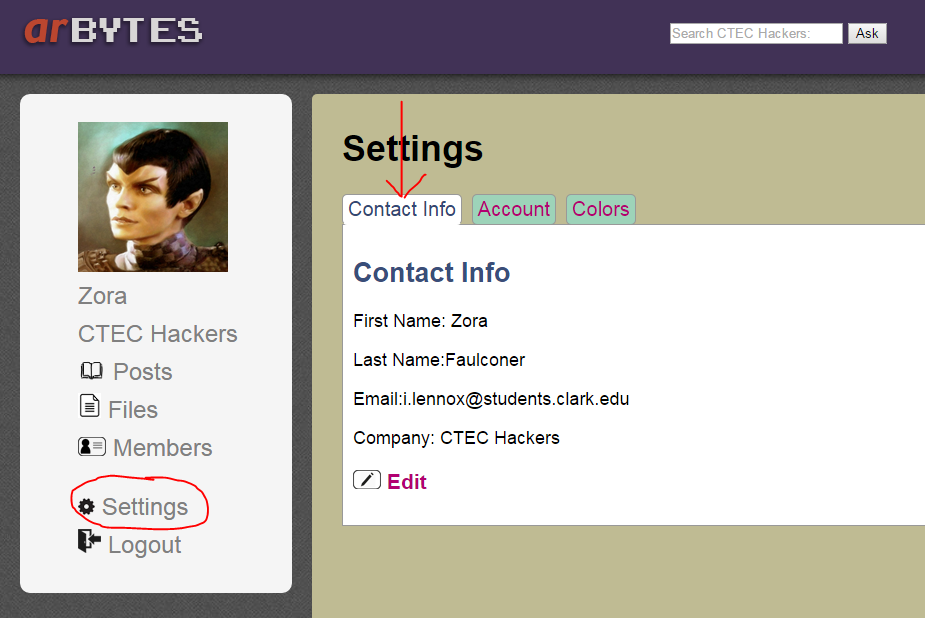 arBYTES
Search CTEC Hackers:
Ask
Zora
CTEC Hackers
Posts
Files
Members
Settings
Logout
Settings
Contact Info
Account
Colors
Contact Info
First Name: Zora
Last Name:Faulconer
Email:i.lennox@students.clark.edu
Company: CTEC Hackers
Edit